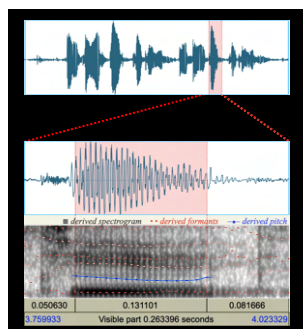 derived spectrogram derived formants derived pitch
0.050630 0.131101 0.081666
3.759933 Visible part 0.263396 seconds 4.023329